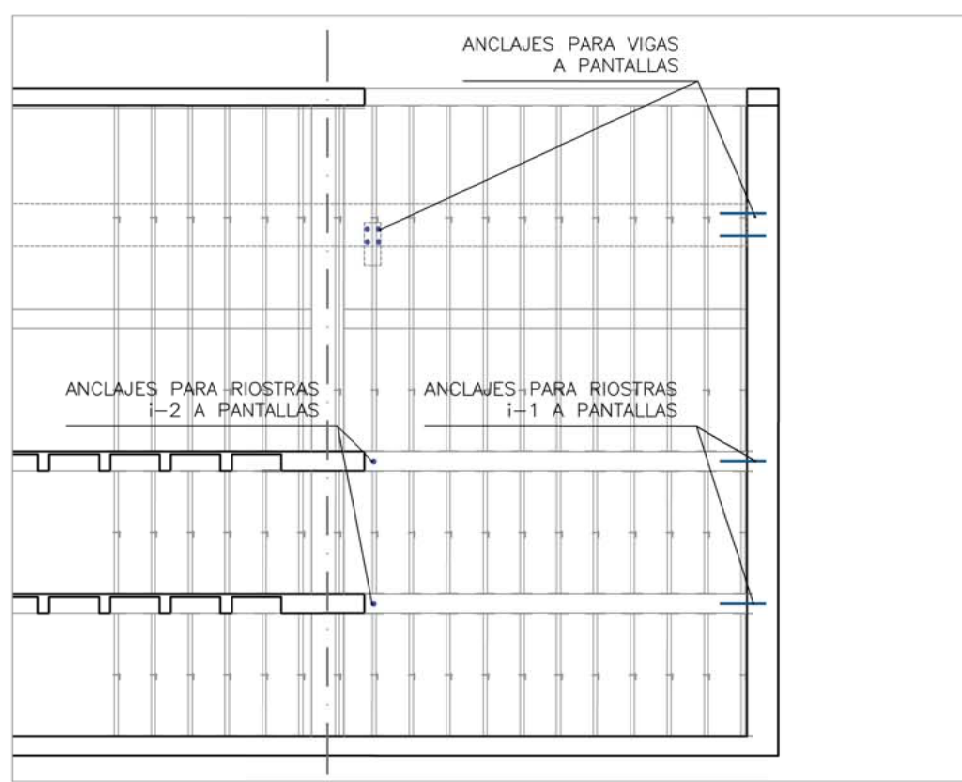 ANCLAJES PARA VIGAS
A PANTALLAS
ANCLAJES PARA RIOSTRAS
i-2 A PANTALLAS
ANCLAJES PARA RIOSTRAS
i-1 A PANTALLAS